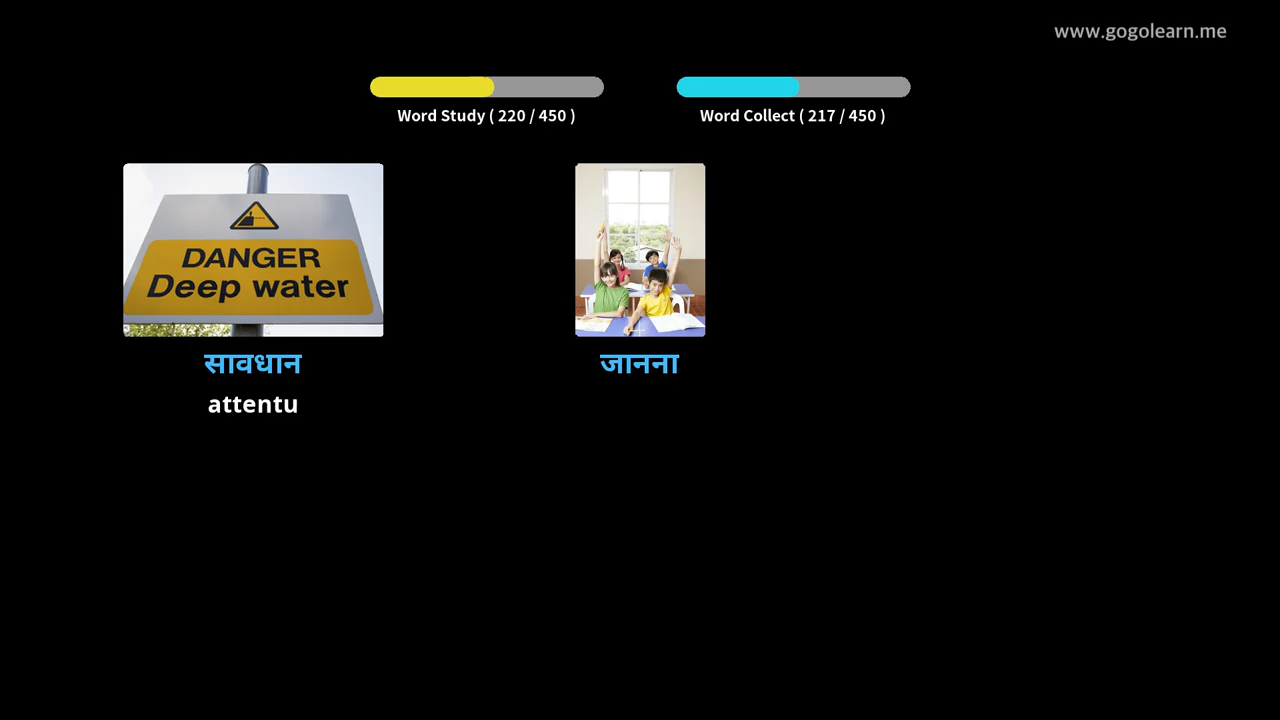 www.gogolearn.me
Word Study ( 220 / 450 )
Word Collect ( 217 / 450 )
DANGER
Deep water
सावधान
जानना
attentu